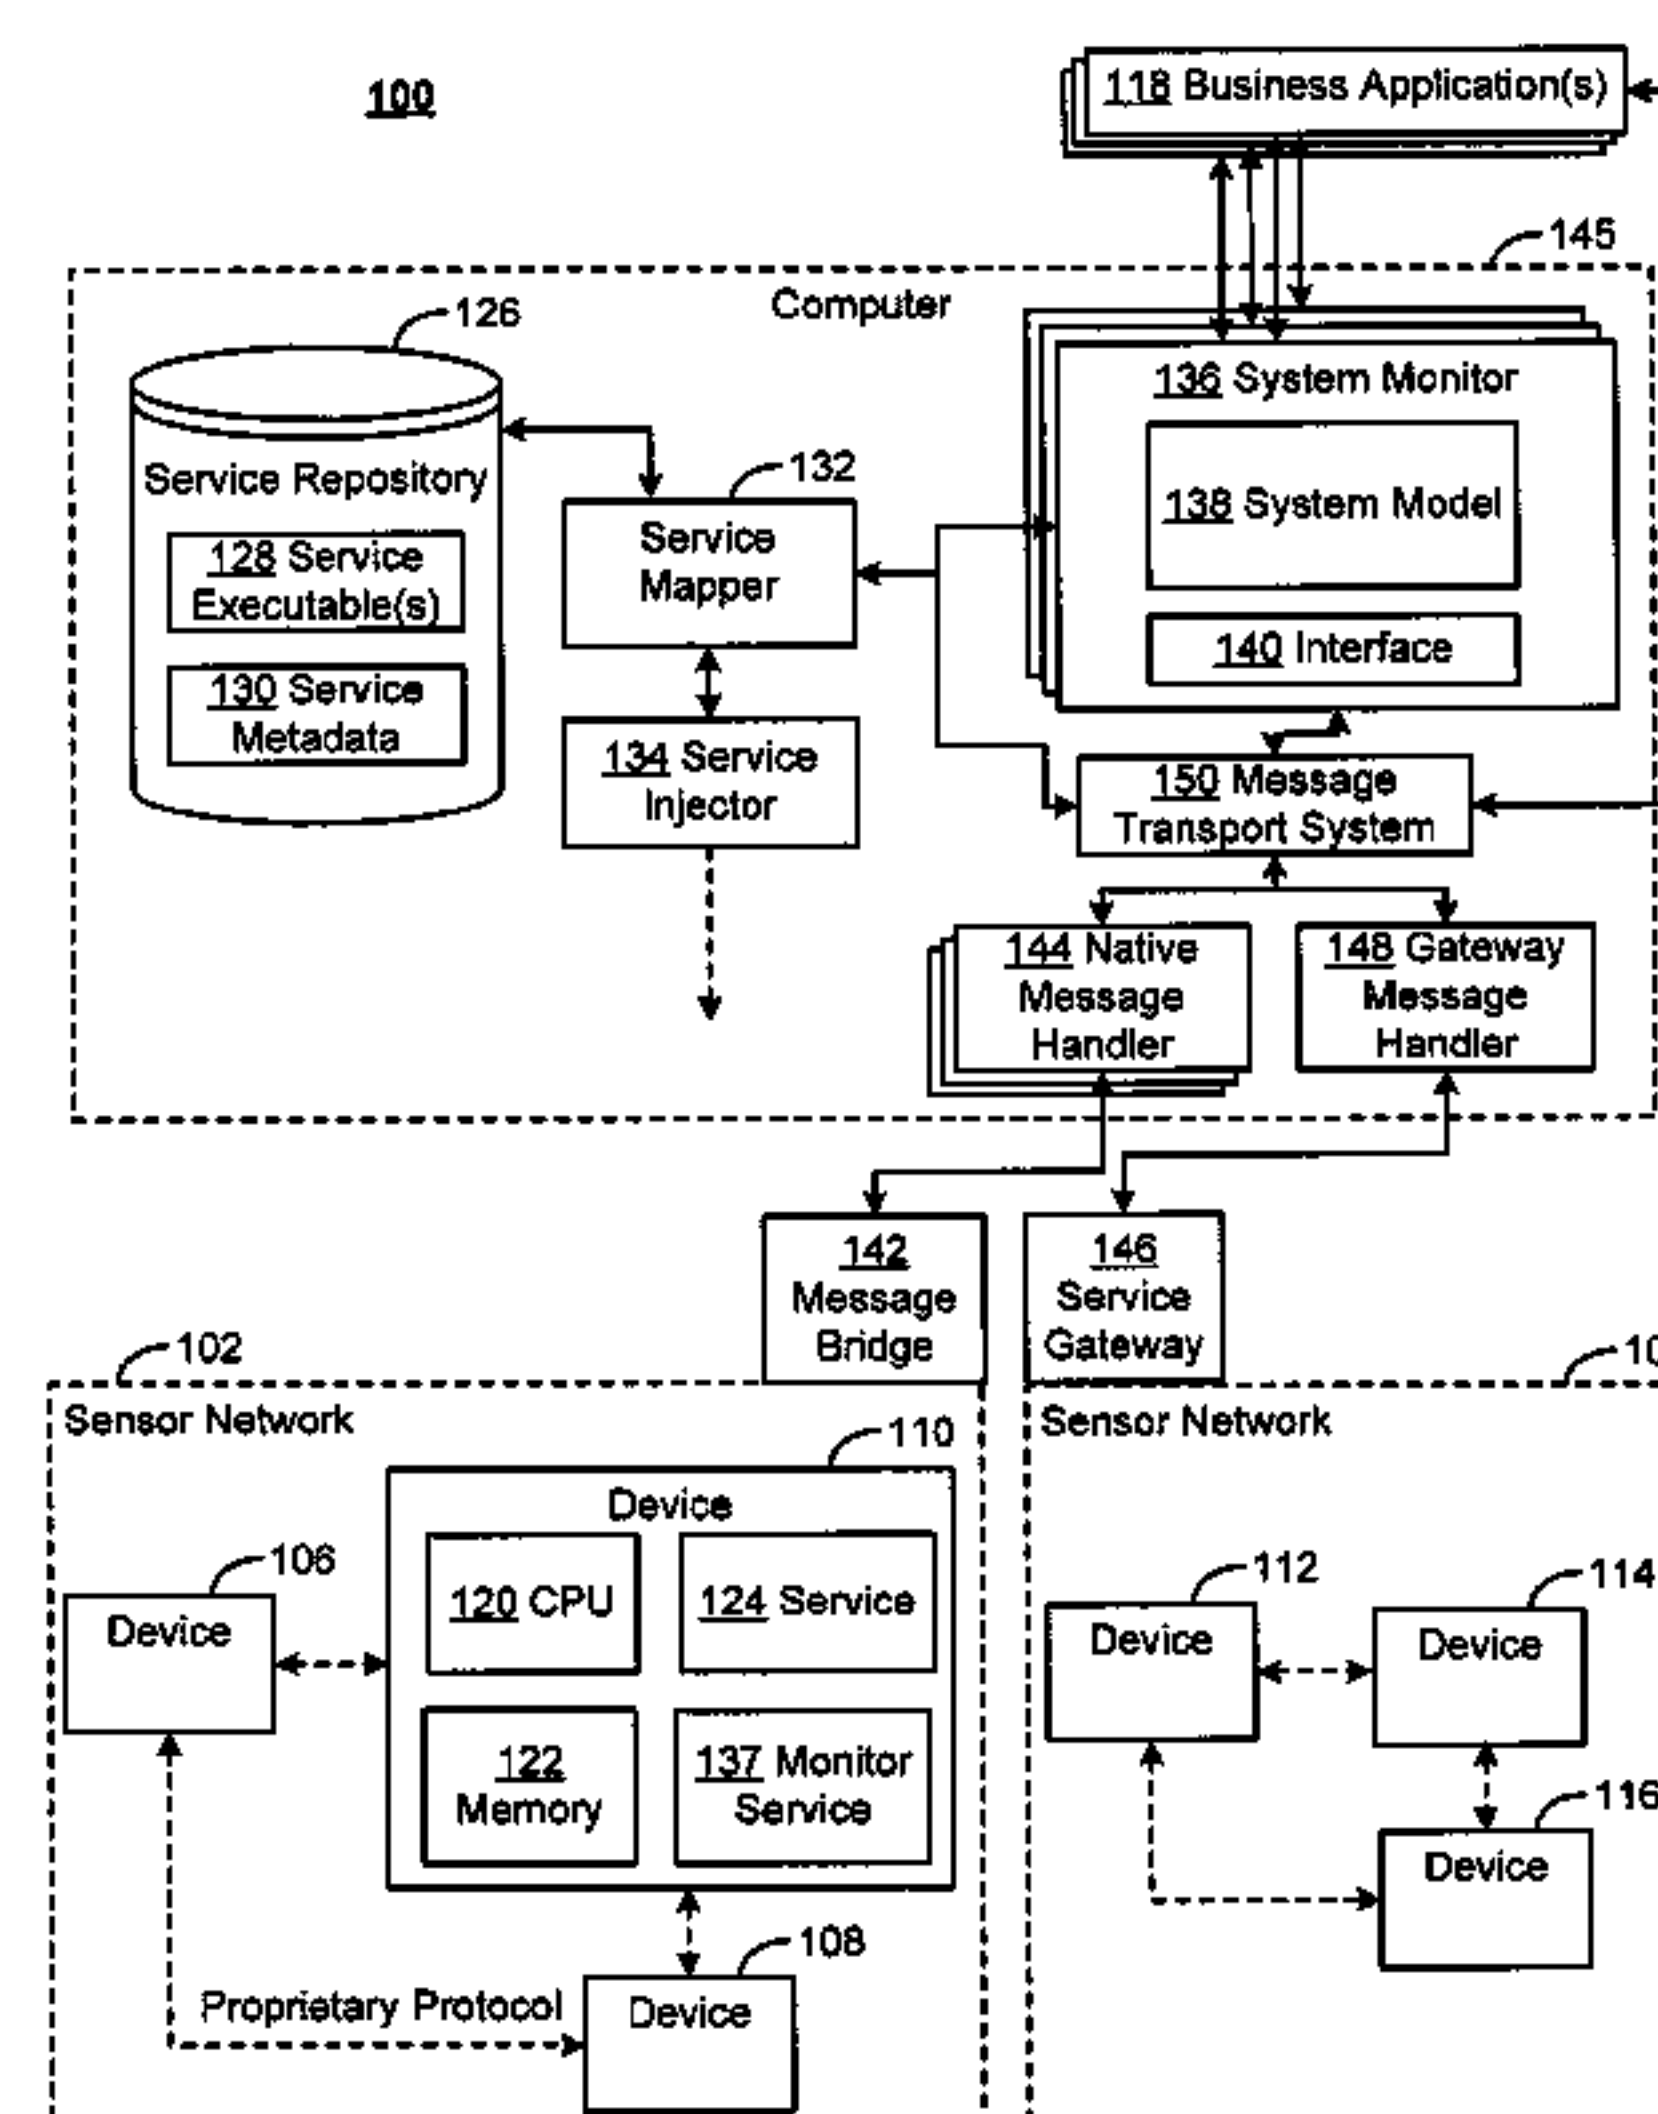 100
118 Business Application(s)
145
Computer
126
136 System Monitor
132
Service Repository
138 System Model
Service
Mapper
128 Service
Executable(s)
140 Interface
130 Service
Metadata
134 Service
Injector
150 Message
Transport System
144 Native
Message
Handler
148 Gateway
Message
Handler
142
Message
Bridge
146
Service
Gateway
102
10
Sensor Network
Sensor Network
110
Device
106
Device
120 CPU
124 Service
112
Device
114
Device
122
Memory
137 Monitor
Service
116
Device
108
Proprietary Protocol
Device